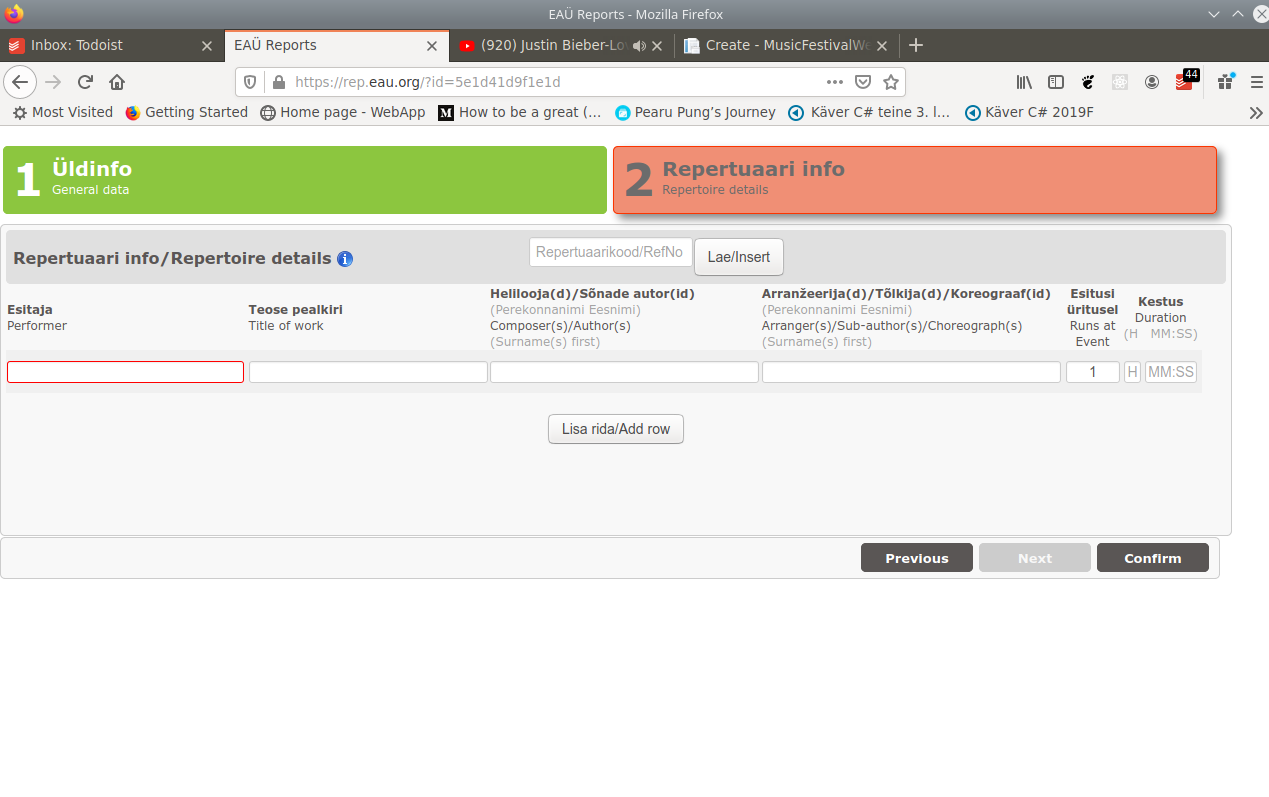 EAÜ Reports - Mozilla Firefox
Inbox: Todoist
EAÜ Reports
(920) Justin Bieber-Lo
Create - MusicFestivalWe
https://rep.eau.org/?id=5e1d41d9f1e1d
44
Most Visited
Getting Started
Home page - WebApp
M How to be a great (...
Pearu Pung’s Journey
Käver C# teine 3. l...
Käver C# 2019F
1 Üldinfo
General data
2 Repertuaari info
Repertoire details
Repertuaari info/Repertoire details i
Repertuaarikood/RefNo
Lae/Insert
Esitaja
Performer
Teose pealkiri
Title of work
Helilooja(d)/Sõnade autor(id)
(Perekonnanimi Eesnimi)
Composer(s)/Author(s)
(Surname(s) first)
Arranžeerija(d)/Tõlkija(d)/Koreograaf(id)
(Perekonnanimi Eesnimi)
Arranger(s)/Sub-author(s)/Choreograph(s)
(Surname(s) first)
Esitusi
üritusel
Runs at
Event
Kestus
Duration
(H MM:SS)
1
H
MM:SS
Lisa rida/Add row
Previous
Next
Confirm